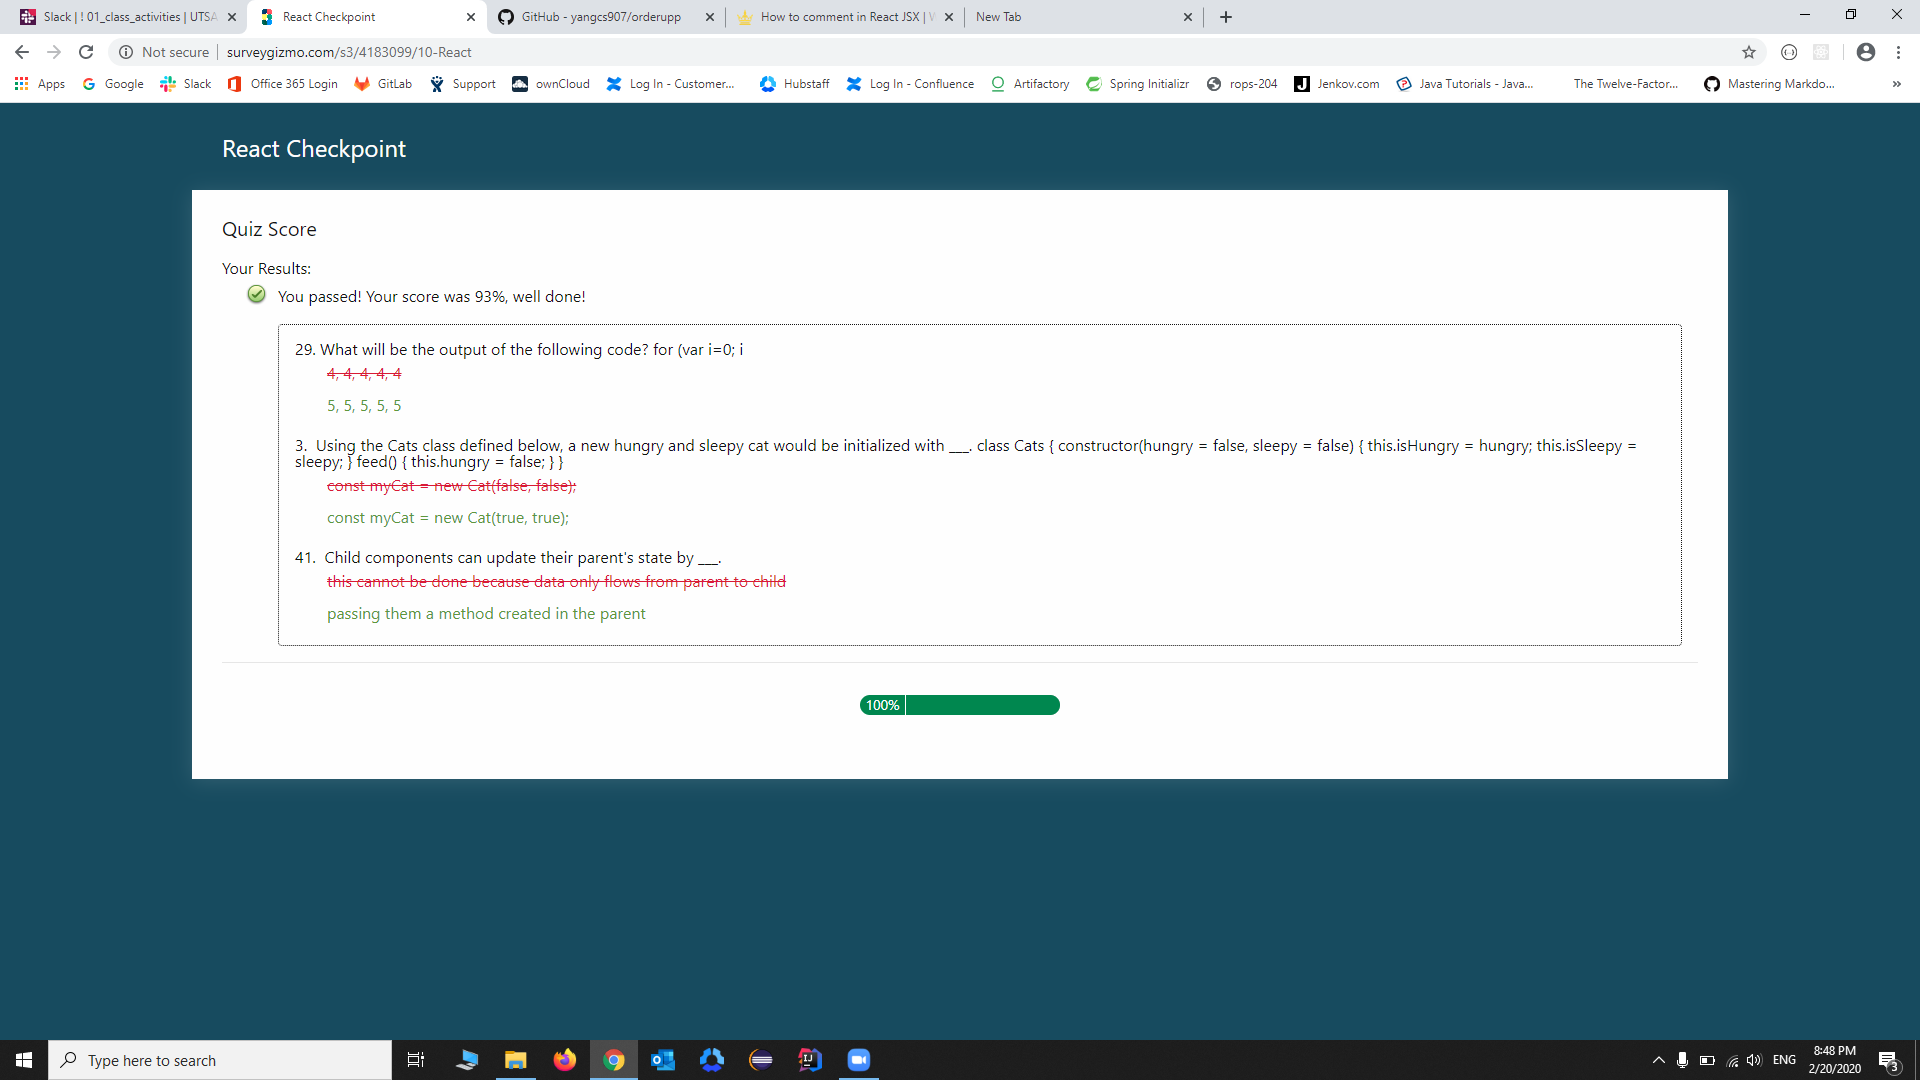 Slack | ! 01_class_activities | UTSA
React Checkpoint
GitHub - yangcs907/orderupp
How to comment in React JSX |
New Tab
Not secure
surveygizmo.com/s3/4183099/10-React
Apps
Google
Slack
Office 365 Login
GitLab
Support
ownCloud
Log In - Customer...
Hubstaff
Log In - Confluence
Artifactory
Spring Initializr
rops-204
Jenkov.com
Java Tutorials - Java...
The Twelve-Factor...
Mastering Markdo...
»
React Checkpoint
Quiz Score
Your Results:
You passed! Your score was 93%, well done!
29. What will be the output of the following code? for (var i=0; i
4, 4, 4, 4, 4
5, 5, 5, 5, 5
3. Using the Cats class defined below, a new hungry and sleepy cat would be initialized with ___. class Cats { constructor(hungry = false, sleepy = false) { this.isHungry = hungry; this.isSleepy =
sleepy; } feed() { this.hungry = false; } }
const myCat = new Cat(false, false);
const myCat = new Cat(true, true);
41. Child components can update their parent's state by ___.
this cannot be done because data only flows from parent to child
passing them a method created in the parent
100%
Type here to search
ENG
8:48 PM
2/20/2020
3